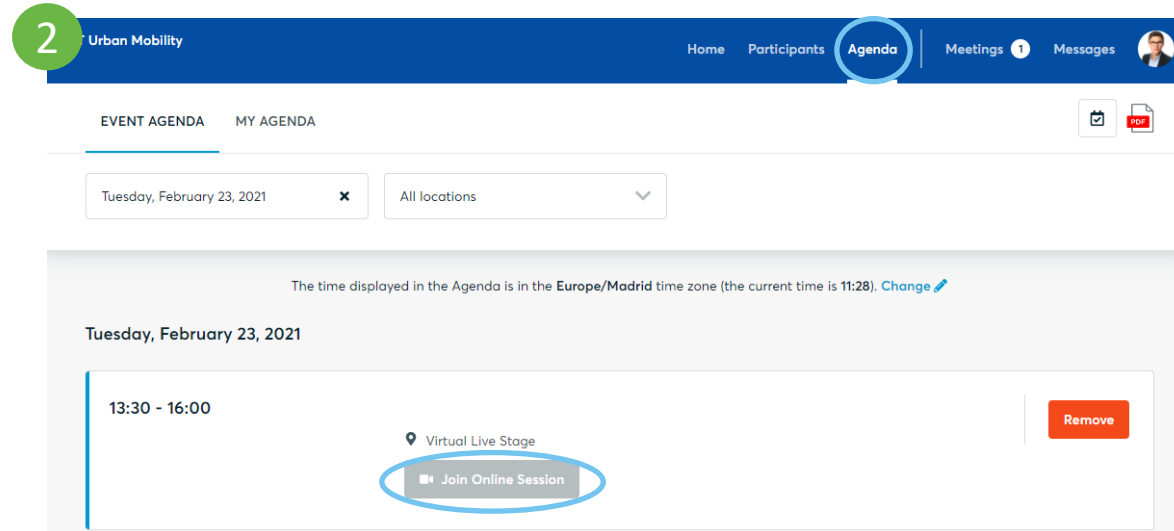 2
Urban Mobility
Home Participants Agenda Meetings 1 Messages
EVENT AGENDA MY AGENDA
PDF
Tuesday, February 23, 2021 All locations
The time displayed in the Agenda is in the Europe/Madrid time zone (the current time is 11:28). Change
Tuesday, February 23, 2021
13:30 - 16:00
Remove
Virtual Live Stage
Join Online Session